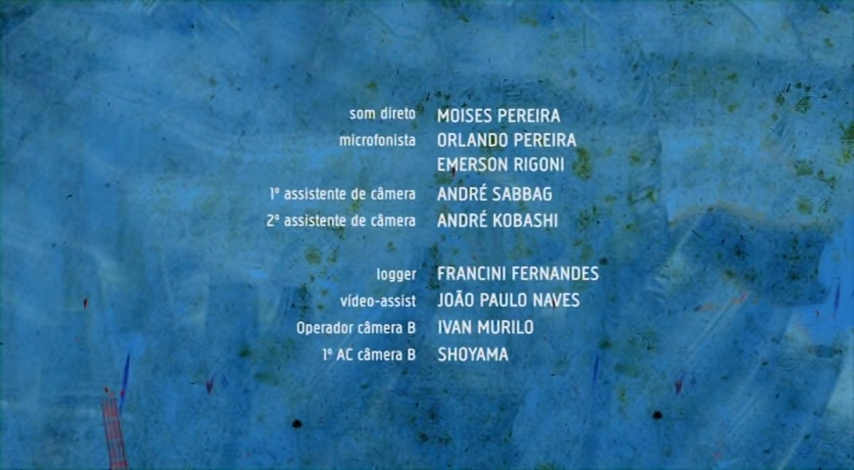 som direto MOISES PEREIRA
microfonista ORLANDO PEREIRA
EMERSON RIGONI
1º assistente de câmera ANDRÉ SABBAG
2º assistente de câmera ANDRÉ KOBASHI
logger FRANCINI FERNANDES
vídeo-assist JOÃO PAULO NAVES
Operador câmera B IVAN MURILO
1º AC câmera B SHOYAMA